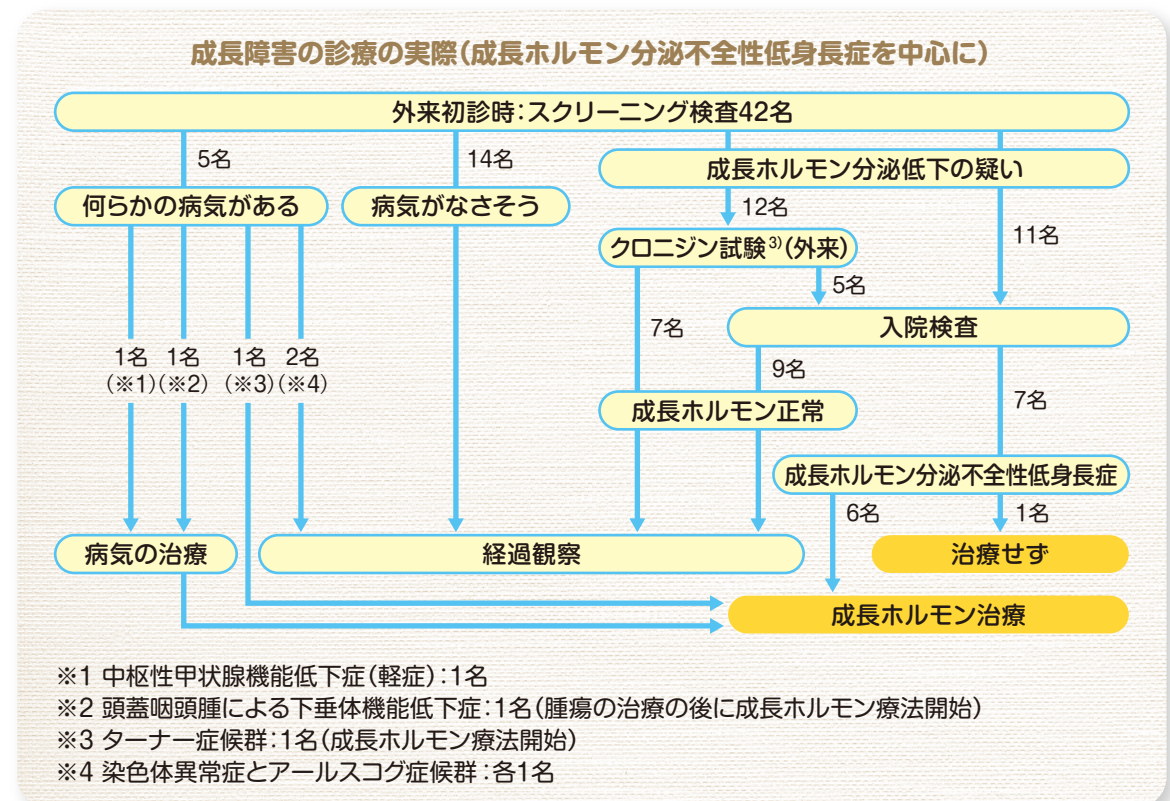 成長障害の診療の実際(成長ホルモン分泌不全性低身長症を中心に)
外来初診時:スクリーニング検査42名
5名
14名
成長ホルモン分泌低下の疑い
何らかの病気がある
病気がなさそう
12名
11名
クロニジン試験3)(外来)
5名
7名
入院検査
1名 1名 1名 2名
(※1)(※2) (※3)(※4)
9名
7名
成長ホルモン正常
成長ホルモン分泌不全性低身長症
6名
1名
病気の治療
経過観察
治療せず
成長ホルモン治療
※1 中枢性甲状腺機能低下症(軽症):1名
※2 頭蓋咽頭腫による下垂体機能低下症:1名(腫瘍の治療の後に成長ホルモン療法開始)
※3 ターナー症候群:1名(成長ホルモン療法開始)
※4 染色体異常症とアールスコグ症候群:各1名